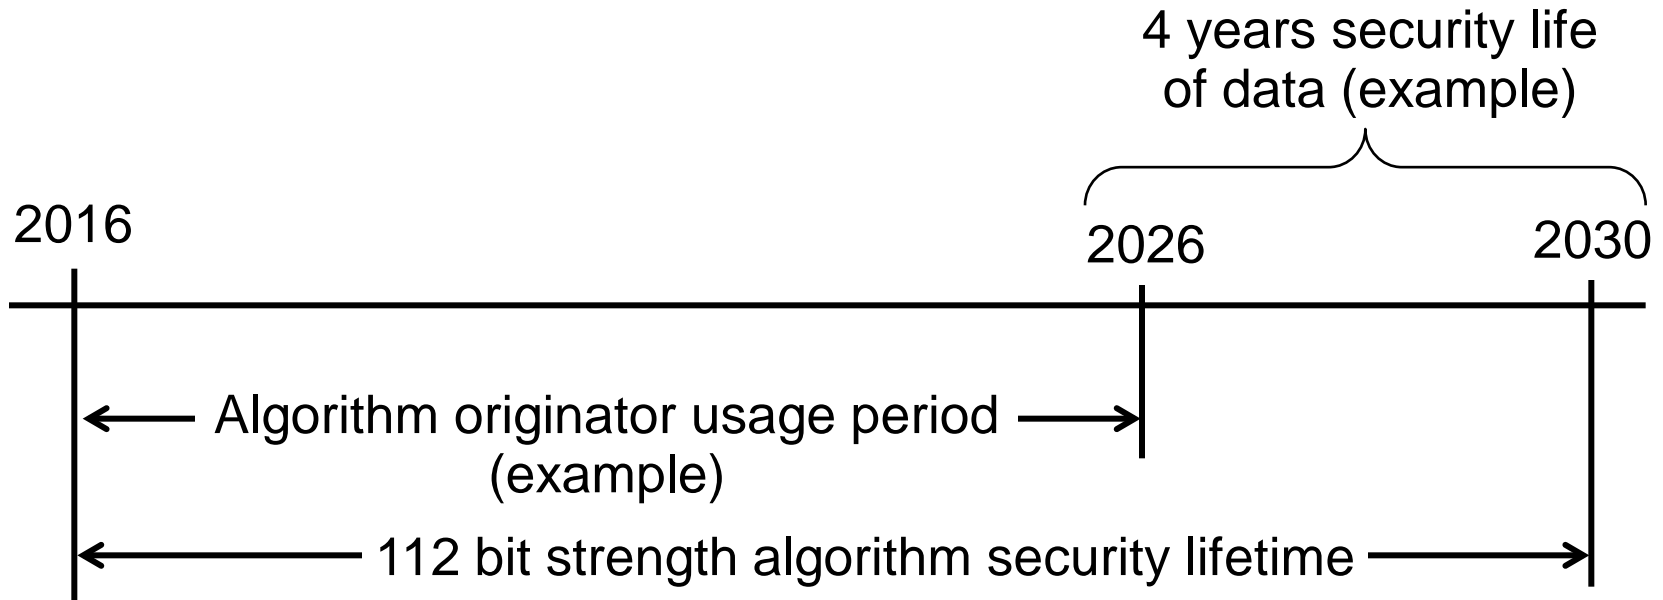 4 years security life
of data (example)
2016
2026
2030
Algorithm originator usage period
(example)
112 bit strength algorithm security lifetime